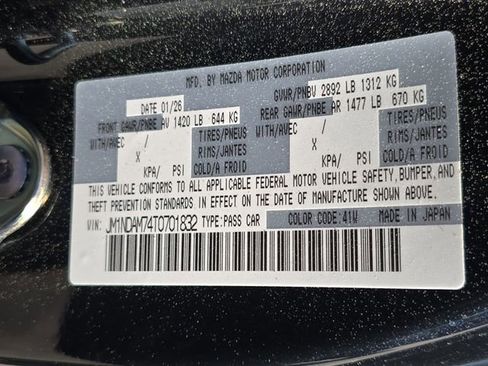 MFD. BY MAZDA MOTOR CORPORATION
DATE 01/26 GVWR/PNBV 2892 LB 1312 KG
FRONT GAWR/PNBE AV 1420 LB 644 KG REAR GAWR/PNBE AR 1477 LB 670 KG
WITH/AVEC TIRES/PNEUS WITH/AVEC TIRES/PNEUS
X RIMS/JANTES X RIMS/JANTES
KPA/ PSI COLD/A FROID KPA/ PSI COLD/A FROID
THIS VEHICLE CONFORMS TO ALL APPLICABLE FEDERAL MOTOR VEHICLE SAFETY, BUMPER, AND
THEFT PREVENTION STANDARDS IN EFFECT ON THE DATE OF MANUFACTURE SHOWN ABOVE.
VIN: JM1NDAM74T0701832 TYPE:PASS CAR COLOR CODE:41W MADE IN JAPAN